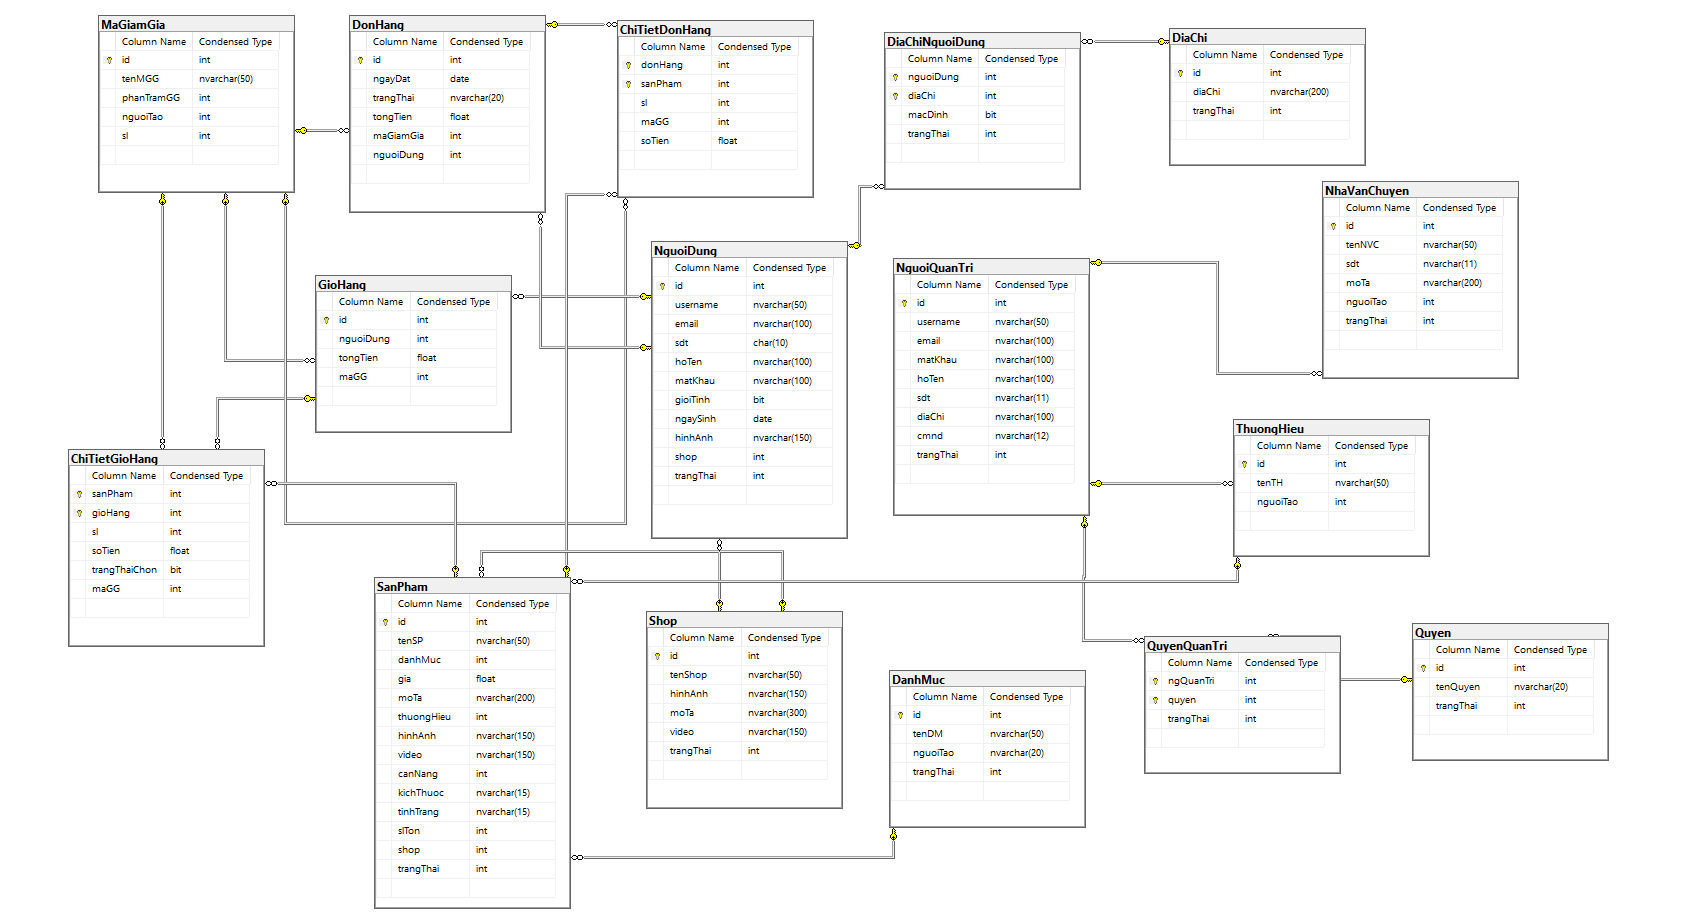 MaGiamGia
Column Name Condensed Type
id int
tenMGG nvarchar(50)
phanTramGG int
nguoiTao int
sl int
DonHang
Column Name Condensed Type
id int
ngayDat date
trangThai nvarchar(20)
tongTien float
maGiamGia int
nguoiDung int
ChiTietDonHang
Column Name Condensed Type
donHang int
sanPham int
sl int
maGG int
soTien float
DiaChiNguoiDung
Column Name Condensed Type
nguoiDung int
diaChi int
macDinh bit
trangThai int
DiaChi
Column Name Condensed Type
id int
diaChi nvarchar(200)
trangThai int
NhaVanChuyen
Column Name Condensed Type
id int
tenNVC nvarchar(50)
sdt nvarchar(11)
moTa nvarchar(200)
nguoiTao int
trangThai int
GioHang
Column Name Condensed Type
id int
nguoiDung int
tongTien float
maGG int
NguoiDung
Column Name Condensed Type
id int
username nvarchar(50)
email nvarchar(100)
sdt char(10)
hoTen nvarchar(100)
matKhau nvarchar(100)
gioiTinh bit
ngaySinh date
hinhAnh nvarchar(150)
shop int
trangThai int
NguoiQuanTri
Column Name Condensed Type
id int
username nvarchar(50)
email nvarchar(100)
matKhau nvarchar(100)
hoTen nvarchar(100)
sdt nvarchar(11)
diaChi nvarchar(100)
cmnd nvarchar(12)
trangThai int
ThuongHieu
Column Name Condensed Type
id int
tenTH nvarchar(50)
nguoiTao int
ChiTietGioHang
Column Name Condensed Type
sanPham int
gioHang int
sl int
soTien float
trangThaiChon bit
maGG int
SanPham
Column Name Condensed Type
id int
tenSP nvarchar(50)
danhMuc int
gia float
moTa nvarchar(200)
thuongHieu int
hinhAnh nvarchar(150)
video nvarchar(150)
canNang int
kichThuoc nvarchar(15)
tinhTrang nvarchar(15)
slTon int
shop int
trangThai int
Shop
Column Name Condensed Type
id int
tenShop nvarchar(50)
hinhAnh nvarchar(150)
moTa nvarchar(300)
video nvarchar(150)
trangThai int
DanhMuc
Column Name Condensed Type
id int
tenDM nvarchar(50)
nguoiTao nvarchar(20)
trangThai int
QuyenQuanTri
Column Name Condensed Type
ngQuanTri int
quyen int
trangThai int
Quyen
Column Name Condensed Type
id int
tenQuyen nvarchar(20)
trangThai int